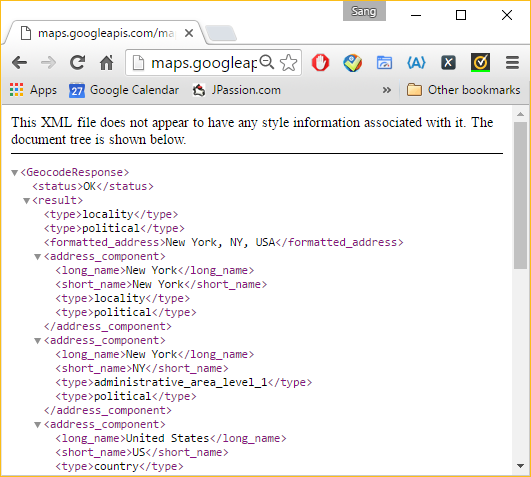 Sang
maps.googleapis.com/ma
maps.googleap
Apps
27 Google Calendar
JPassion.com
»
Other bookmarks
This XML file does not appear to have any style information associated with it. The
document tree is shown below.
▼<GeocodeResponse>
<status>OK</status>
▼<result>
<type>locality</type>
<type>political</type>
<formatted_address>New York, NY, USA</formatted_address>
▼<address_component>
<long_name>New York</long_name>
<short_name>New York</short_name>
<type>locality</type>
<type>political</type>
</address_component>
▼<address_component>
<long_name>New York</long_name>
<short_name>NY</short_name>
<type>administrative_area_level_1</type>
<type>political</type>
</address_component>
▼<address_component>
<long_name>United States</long_name>
<short_name>US</short_name>
<type>country</type>